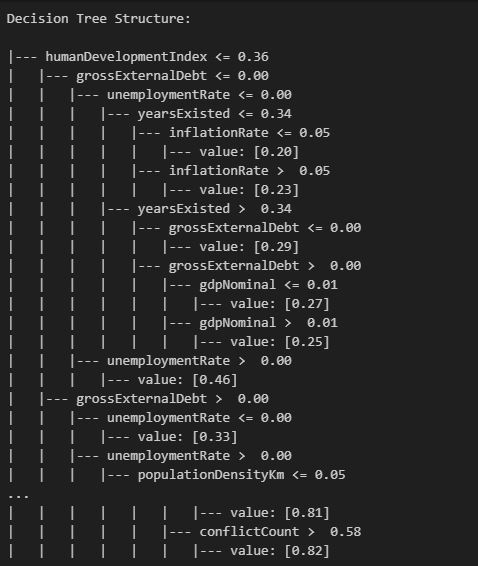 Decision Tree Structure:

|--- humanDevelopmentIndex <= 0.36
|   |--- grossExternalDebt <= 0.00
|   |   |--- unemploymentRate <= 0.00
|   |   |   |--- yearsExisted <= 0.34
|   |   |   |   |--- inflationRate <= 0.05
|   |   |   |   |   |--- value: [0.20]
|   |   |   |   |--- inflationRate >  0.05
|   |   |   |   |   |--- value: [0.23]
|   |   |   |--- yearsExisted >  0.34
|   |   |   |   |--- grossExternalDebt <= 0.00
|   |   |   |   |   |--- value: [0.29]
|   |   |   |   |--- grossExternalDebt >  0.00
|   |   |   |   |   |--- gdpNominal <= 0.01
|   |   |   |   |   |   |--- value: [0.27]
|   |   |   |   |   |--- gdpNominal >  0.01
|   |   |   |   |   |   |--- value: [0.25]
|   |   |--- unemploymentRate >  0.00
|   |   |   |--- value: [0.46]
|   |--- grossExternalDebt >  0.00
|   |   |--- unemploymentRate <= 0.00
|   |   |   |--- value: [0.33]
|   |   |--- unemploymentRate >  0.00
|   |   |   |--- populationDensityKm <= 0.05
...
|   |   |   |   |   |   |--- value: [0.81]
|   |   |   |   |   |--- conflictCount >  0.58
|   |   |   |   |   |   |--- value: [0.82]